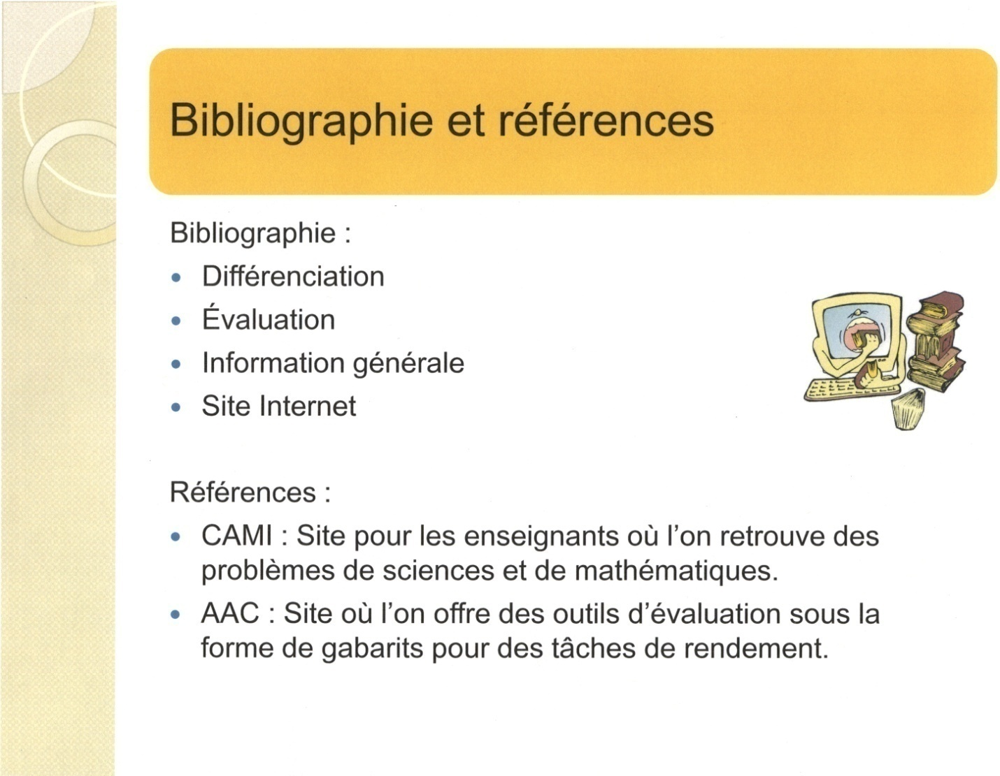 Bibliographie et références
Bibliographie :
• Différenciation
• Évaluation
• Information générale
• Site Internet
Références :
• CAMI : Site pour les enseignants où l’on retrouve des
problèmes de sciences et de mathématiques.
• AAC : Site où l’on offre des outils d’évaluation sous la
forme de gabarits pour des tâches de rendement.